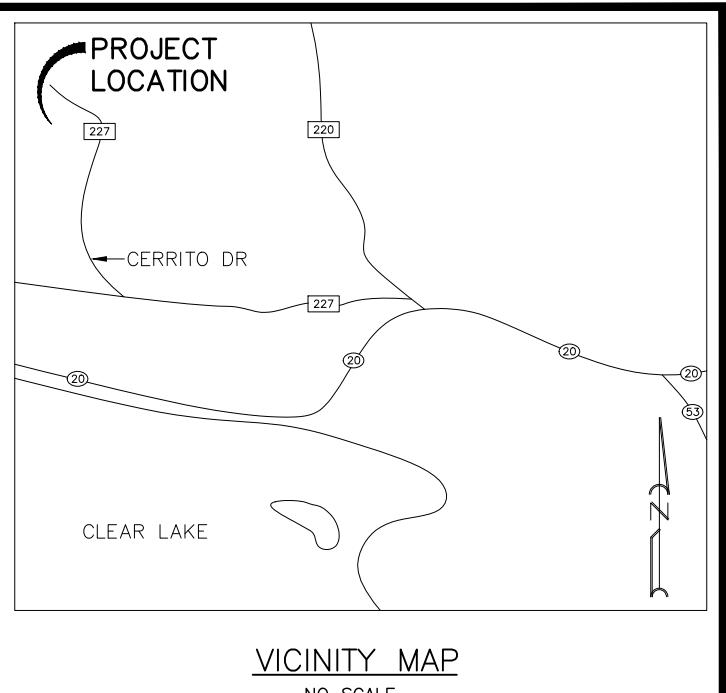 PROJECT
LOCATION
227
220
CERRITO DR
227
20
20
20
20
53
N
CLEAR LAKE
VICINITY MAP
NO SCALE